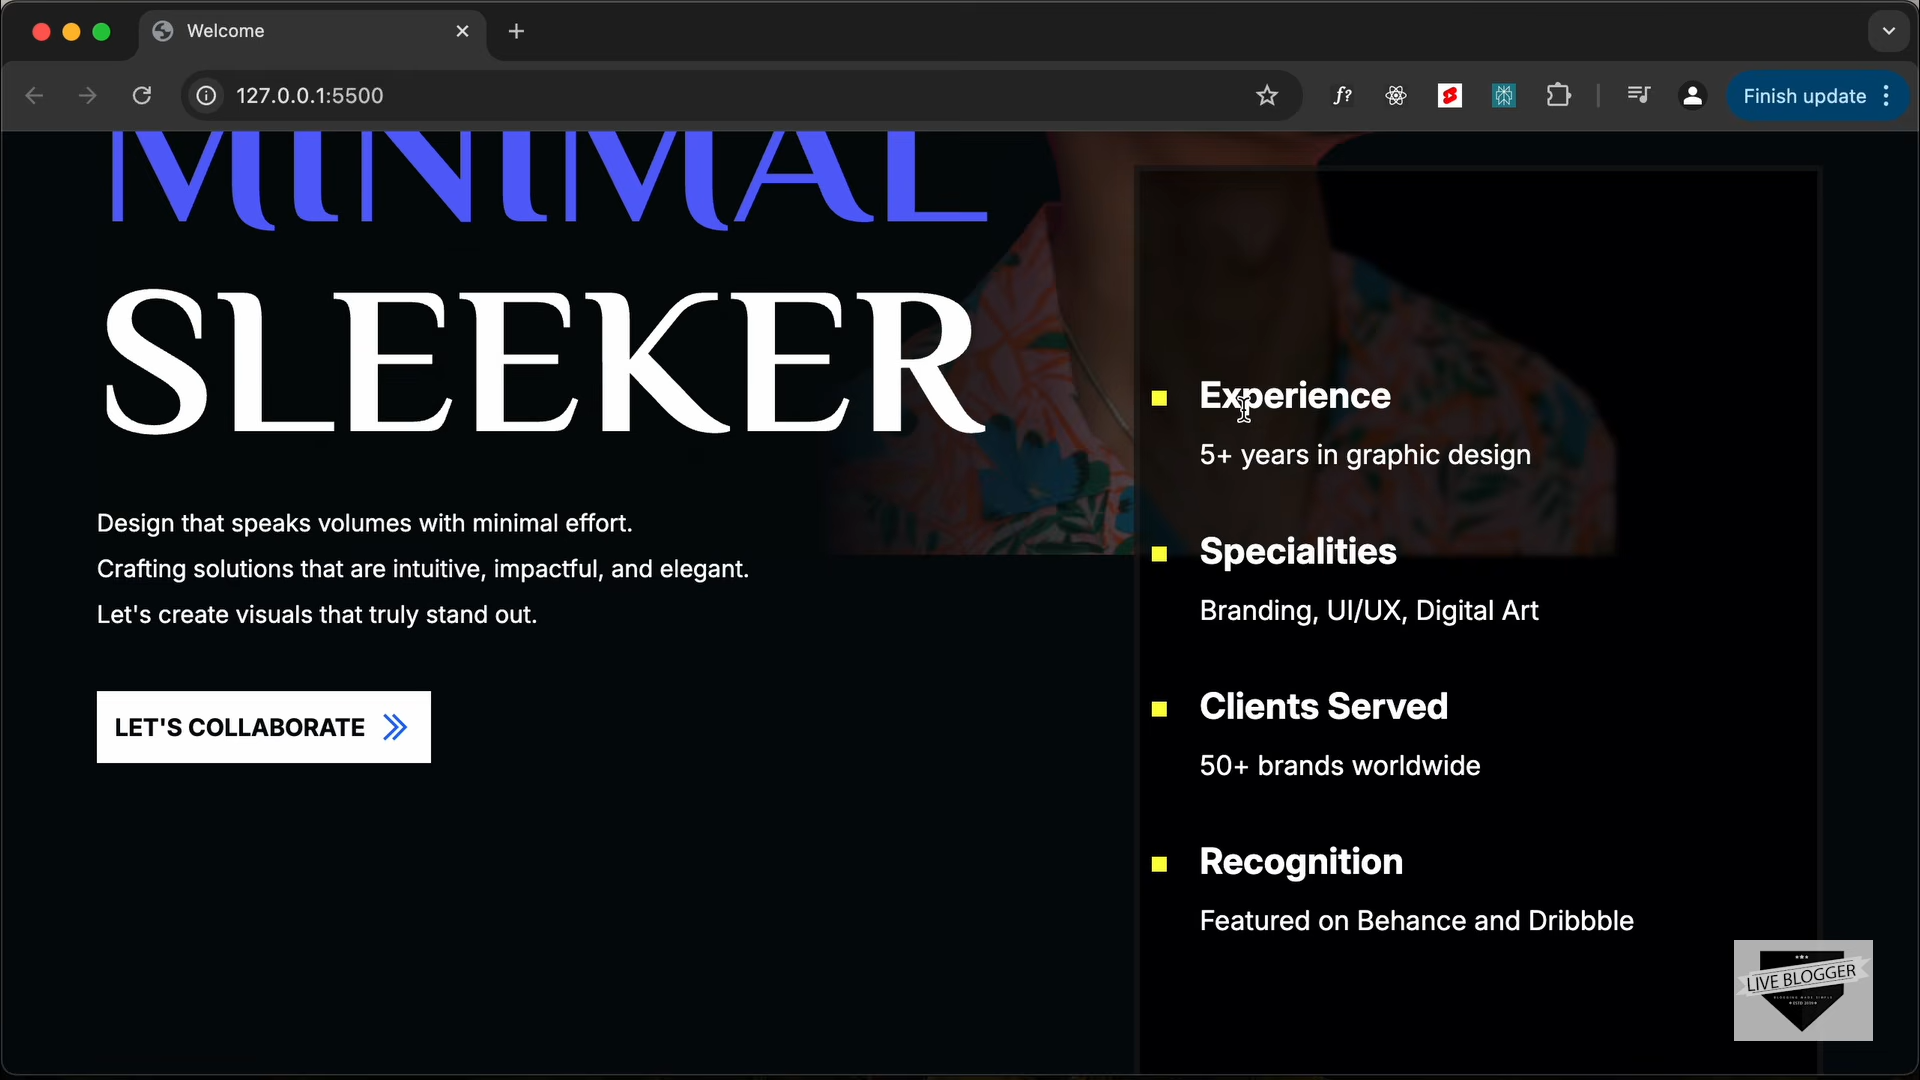 Welcome
127.0.0.1:5500
f?
Finish update
MINIMAL
SLEEKER
Design that speaks volumes with minimal effort.
Crafting solutions that are intuitive, impactful, and elegant.
Let's create visuals that truly stand out.
LET'S COLLABORATE
Experience
5+ years in graphic design
Specialities
Branding, UI/UX, Digital Art
Clients Served
50+ brands worldwide
Recognition
Featured on Behance and Dribbble
LIVE BLOGGER